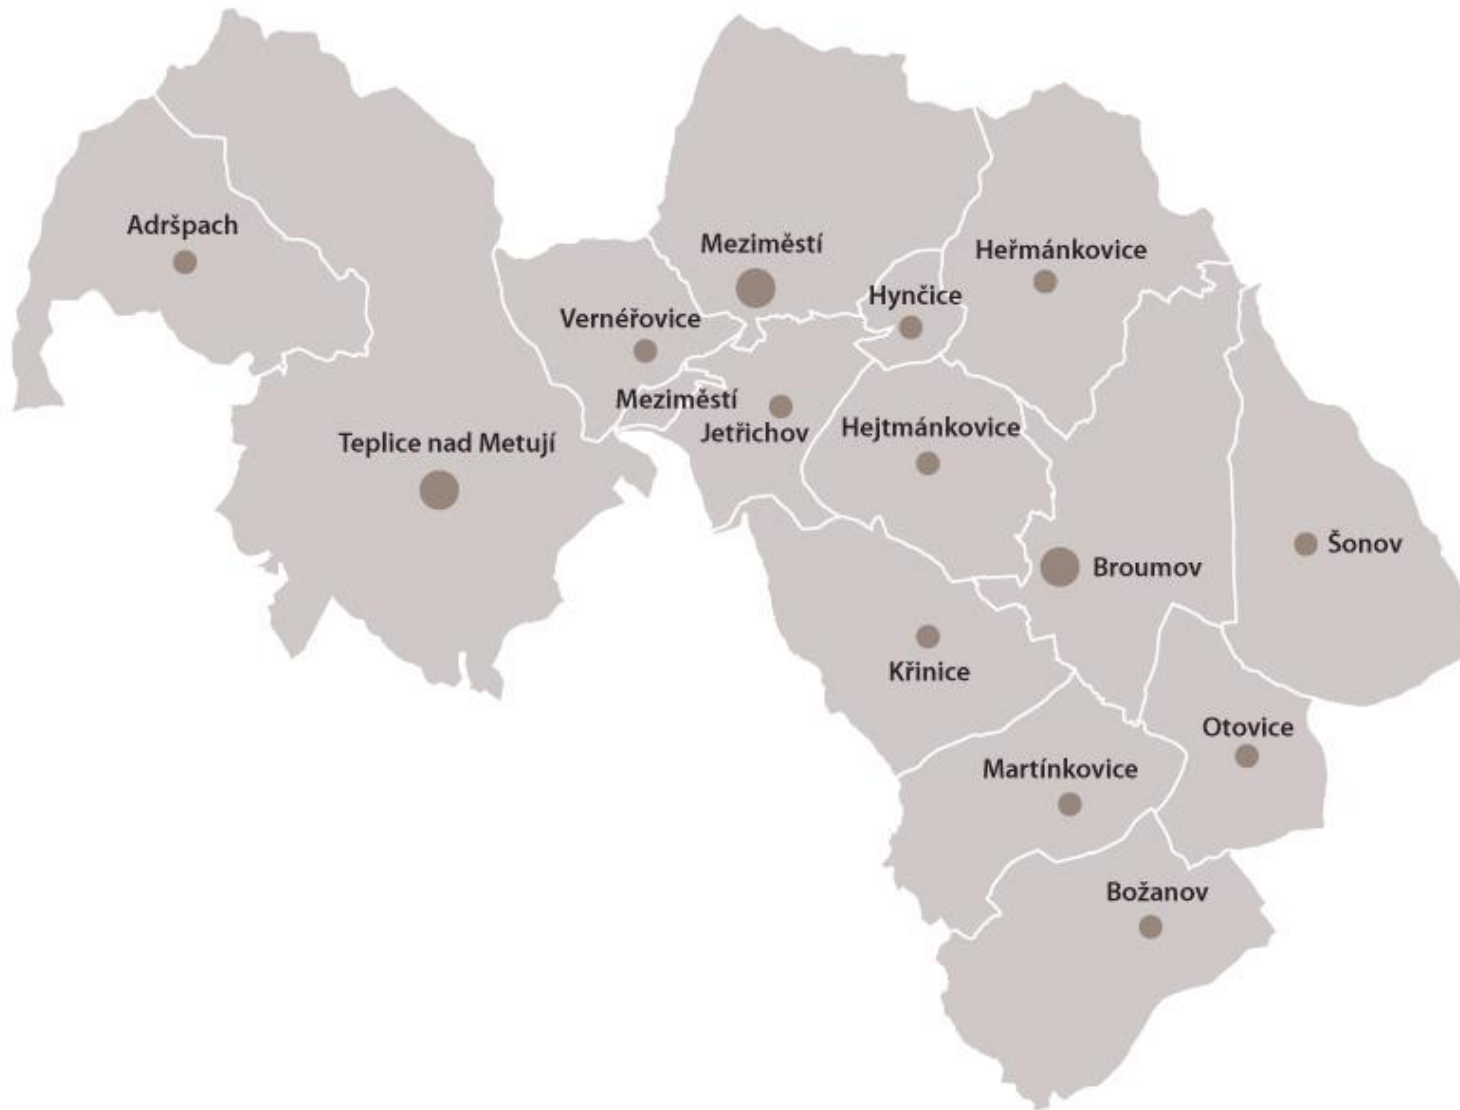 Adršpach
Meziměstí
Heřmánkovice
Hynčice
Vernéřovice
Meziměstí
Jetřichov
Hejtmánkovice
Teplice nad Metují
Šonov
Broumov
Křinice
Otovice
Martínkovice
Božanov